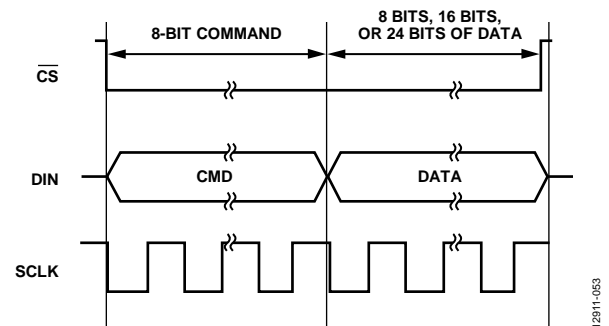 8-BIT COMMAND
8 BITS, 16 BITS,
OR 24 BITS OF DATA
CS
DIN
CMD
DATA
SCLK
12911-053